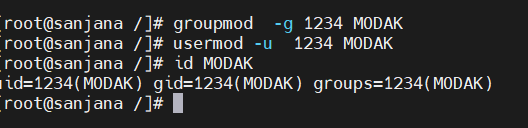 [root@sanjana /]# groupmod  -g 1234 MODAK
[root@sanjana /]# usermod -u  1234 MODAK
[root@sanjana /]# id MODAK
uid=1234(MODAK) gid=1234(MODAK) groups=1234(MODAK)
[root@sanjana /]#